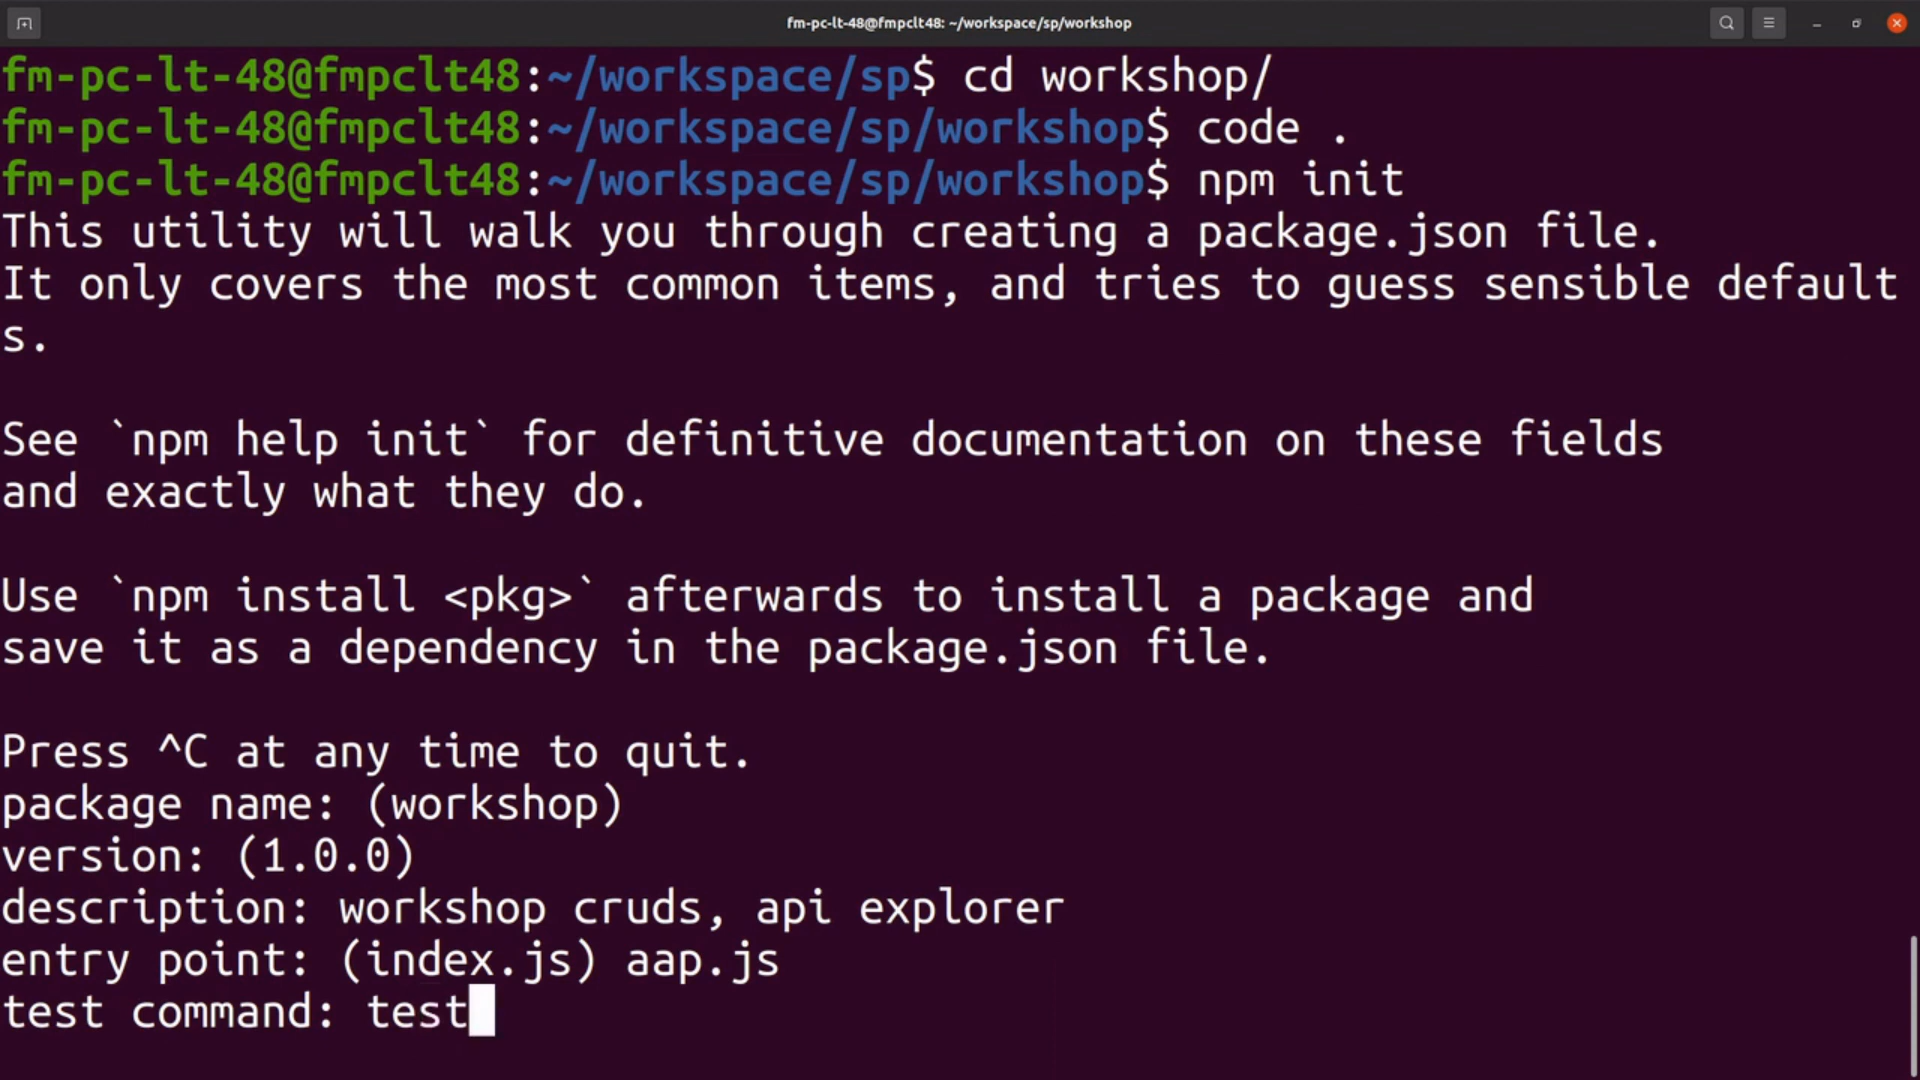 fm-pc-lt-48@fmpclt48: ~/workspace/sp/workshop
fm-pc-lt-48@fmpclt48:~/workspace/sp$ cd workshop/
fm-pc-lt-48@fmpclt48:~/workspace/sp/workshop$ code .
fm-pc-lt-48@fmpclt48:~/workspace/sp/workshop$ npm init
This utility will walk you through creating a package.json file.
It only covers the most common items, and tries to guess sensible default
s.
See `npm help init` for definitive documentation on these fields
and exactly what they do.
Use `npm install <pkg>` afterwards to install a package and
save it as a dependency in the package.json file.
Press ^C at any time to quit.
package name: (workshop)
version: (1.0.0)
description: workshop cruds, api explorer
entry point: (index.js) aap.js
test command: test